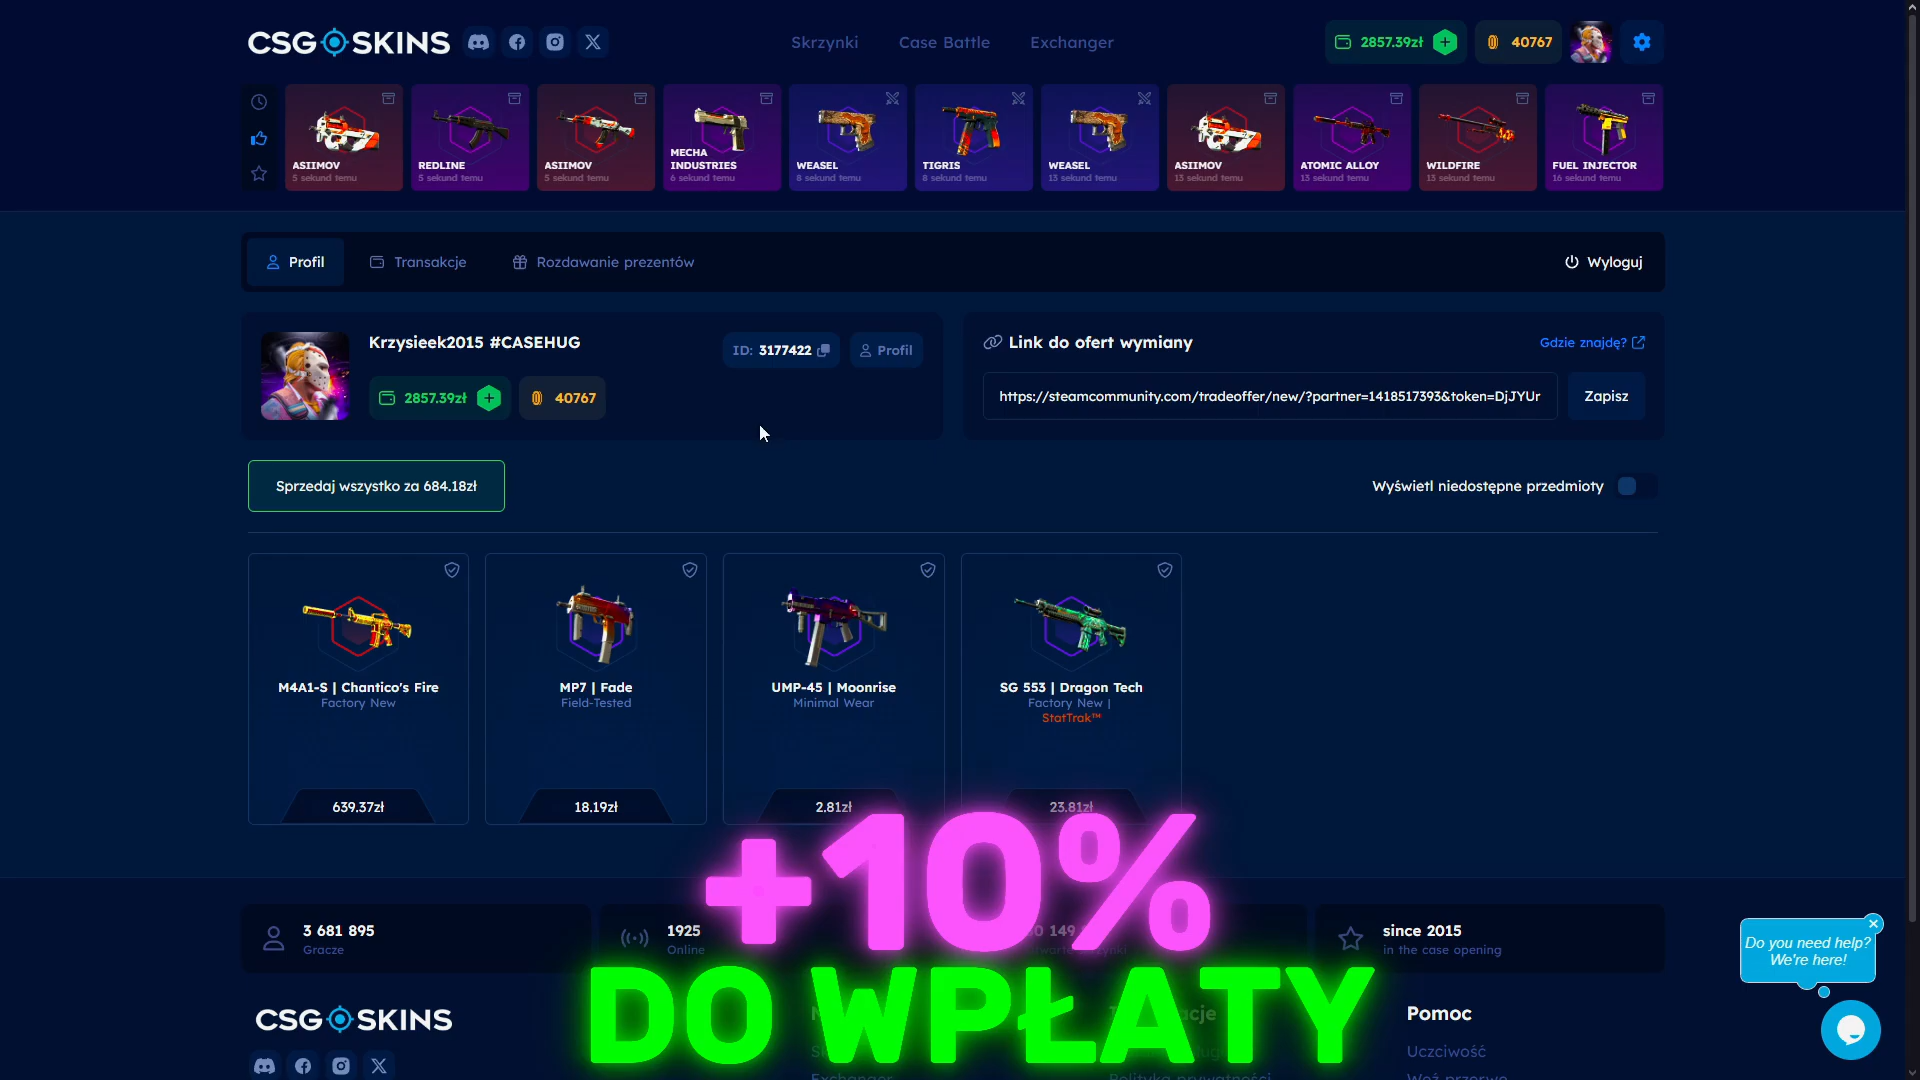 CSG SKINS
Skrzynki
Case Battle
Exchanger
2857.39zł
40767
ASIIMOV
5 sekund temu
REDLINE
5 sekund temu
ASIIMOV
5 sekund temu
MECHA INDUSTRIES
6 sekund temu
WEASEL
8 sekund temu
TIGRIS
8 sekund temu
WEASEL
13 sekund temu
ASIIMOV
13 sekund temu
ATOMIC ALLOY
13 sekund temu
WILDFIRE
13 sekund temu
FUEL INJECTOR
16 sekund temu
Profil
Transakcje
Rozdawanie prezentów
Wyloguj
Krzysieek2015 #CASEHUG
ID: 3177422
Profil
2857.39zł
40767
Link do ofert wymiany
Gdzie znajdę?
https://steamcommunity.com/tradeoffer/new/?partner=1418517393&token=DjJYUr
Zapisz
Sprzedaj wszystko za 684.18zł
Wyświetl niedostępne przedmioty
M4A1-S | Chantico's Fire
Factory New
639.37zł
MP7 | Fade
Field-Tested
18.19zł
UMP-45 | Moonrise
Minimal Wear
2.81zł
SG 553 | Dragon Tech
Factory New |
StatTrak™
23.81zł
+10%
DO WPŁATY
3 681 895
Gracze
1925
Online
since 2015
in the case opening
Do you need help?
We're here!
CSG SKINS
Pomoc
Uczciwość
Exchanger
Polityka prywatności